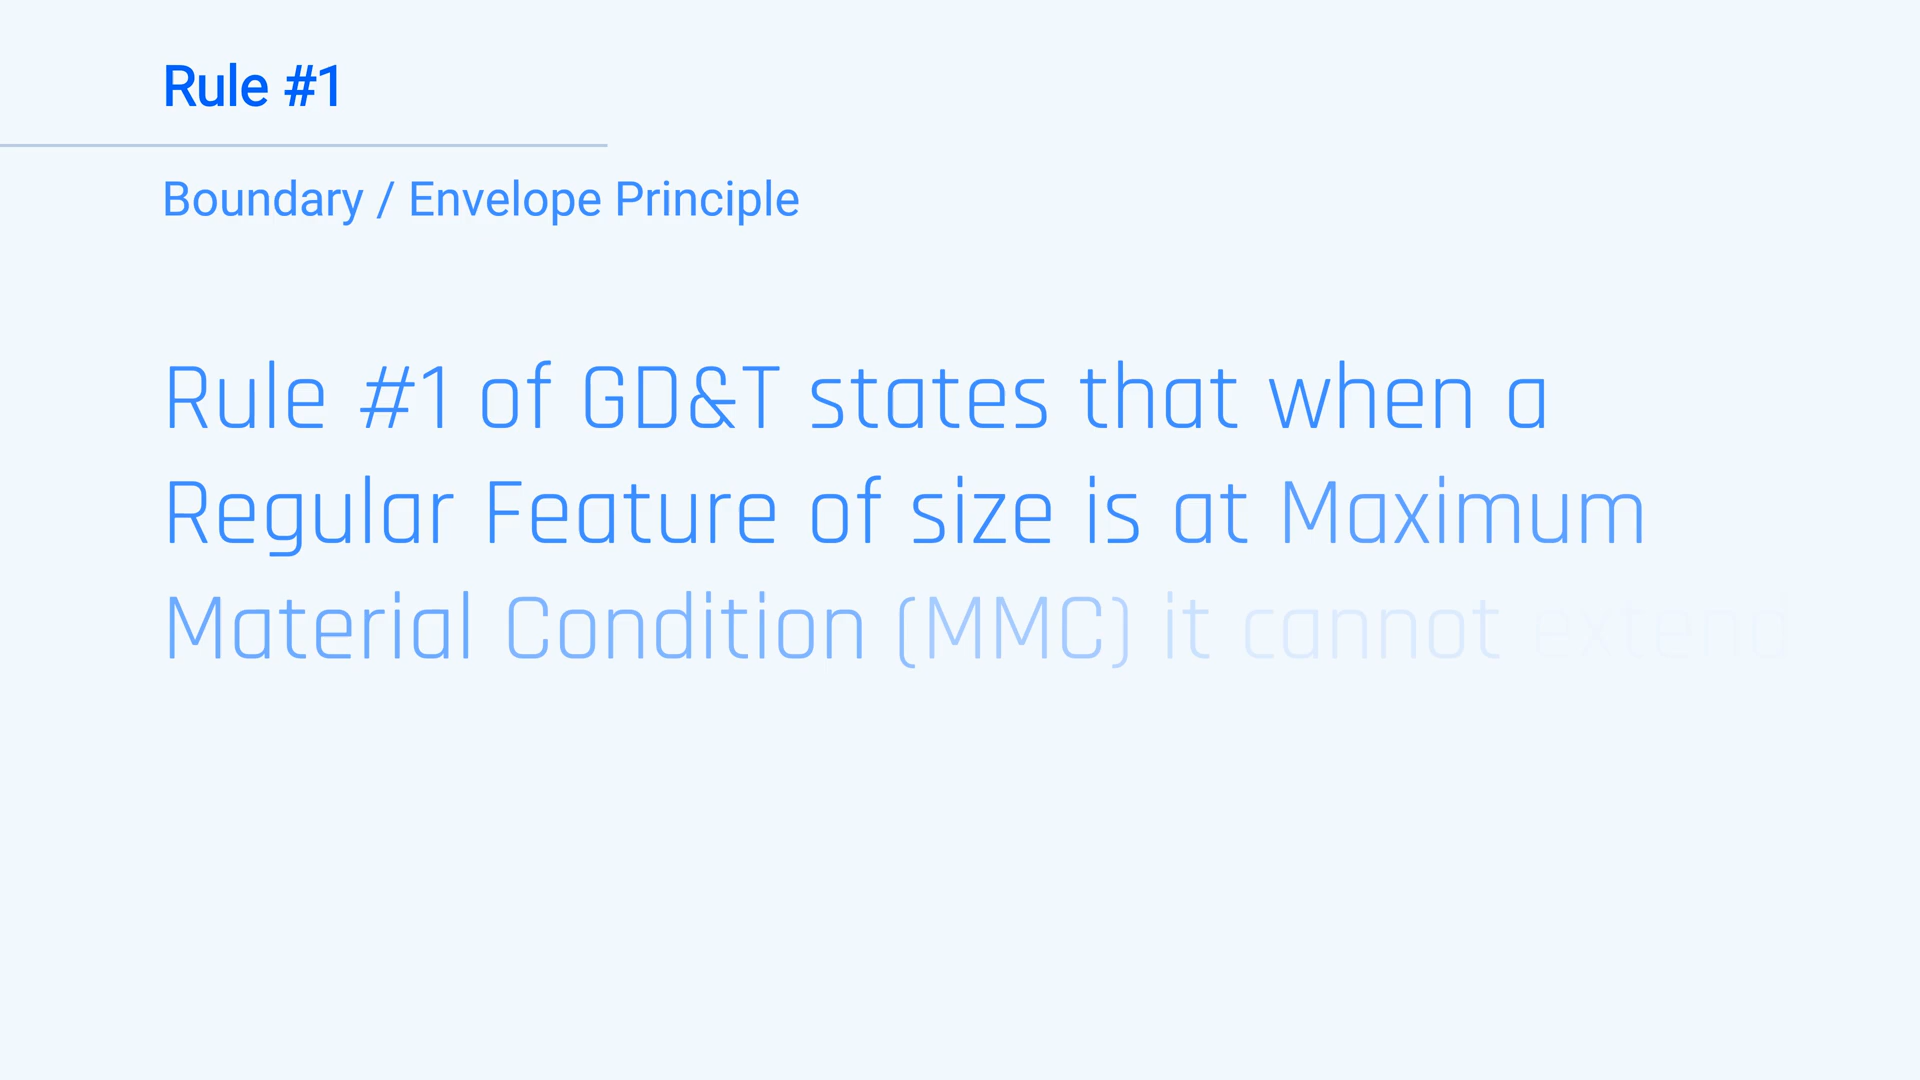 Rule #1
Boundary / Envelope Principle
Rule #1 of GD&T states that when a
Regular Feature of size is at Maximum
Material Condition (MMC) it cannot extend